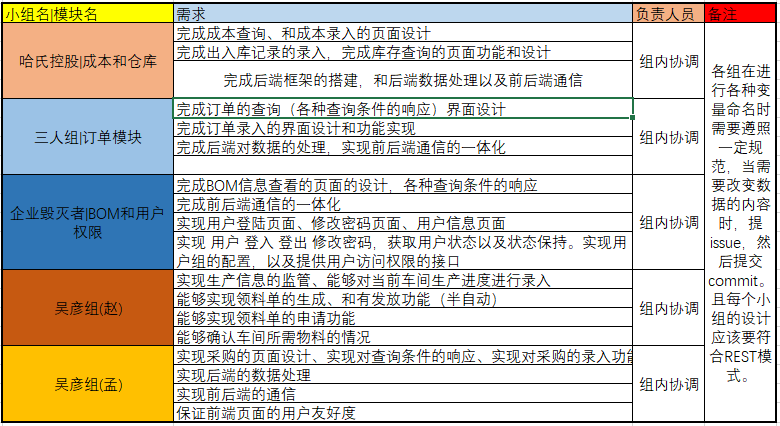 小组名|模块名 需求 负责人员 备注
哈氏控股|成本和仓库
完成成本查询、和成本录入的页面设计
完成出入库记录的录入，完成库存查询的页面功能和设计
完成后端框架的搭建，和后端数据处理以及前后端通信
组内协调
三人组|订单模块
完成订单的查询（各种查询条件的响应）界面设计
完成订单录入的界面设计和功能实现
完成后端对数据的处理，实现前后端通信的一体化
组内协调
企业毁灭者|BOM和用户
权限
完成BOM信息查看的页面的设计，各种查询条件的响应
完成前后端通信的一体化
实现用户登陆页面、修改密码页面、用户信息页面
实现 用户 登入 登出 修改密码，获取用户状态以及状态保持。实现用
户组的配置，以及提供用户访问权限的接口
组内协调
吴彦组(赵)
实现生产信息的监管、能够对当前车间生产进度进行录入
能够实现领料单的生成、和有发放功能（半自动）
能够实现领料单的申请功能
能够确认车间所需物料的情况
组内协调
吴彦组(孟)
实现采购的页面设计、实现对查询条件的响应、实现对采购的录入功能
实现后端的数据处理
实现前后端的通信
保证前端页面的用户友好度
组内协调
各组在进
行各种变
量命名时
需要遵照
一定规
范，当需
要改变数
据的内容
时，提
issue，然
后提交
commit。
且每个小
组的设计
应该要符
合REST模
式。